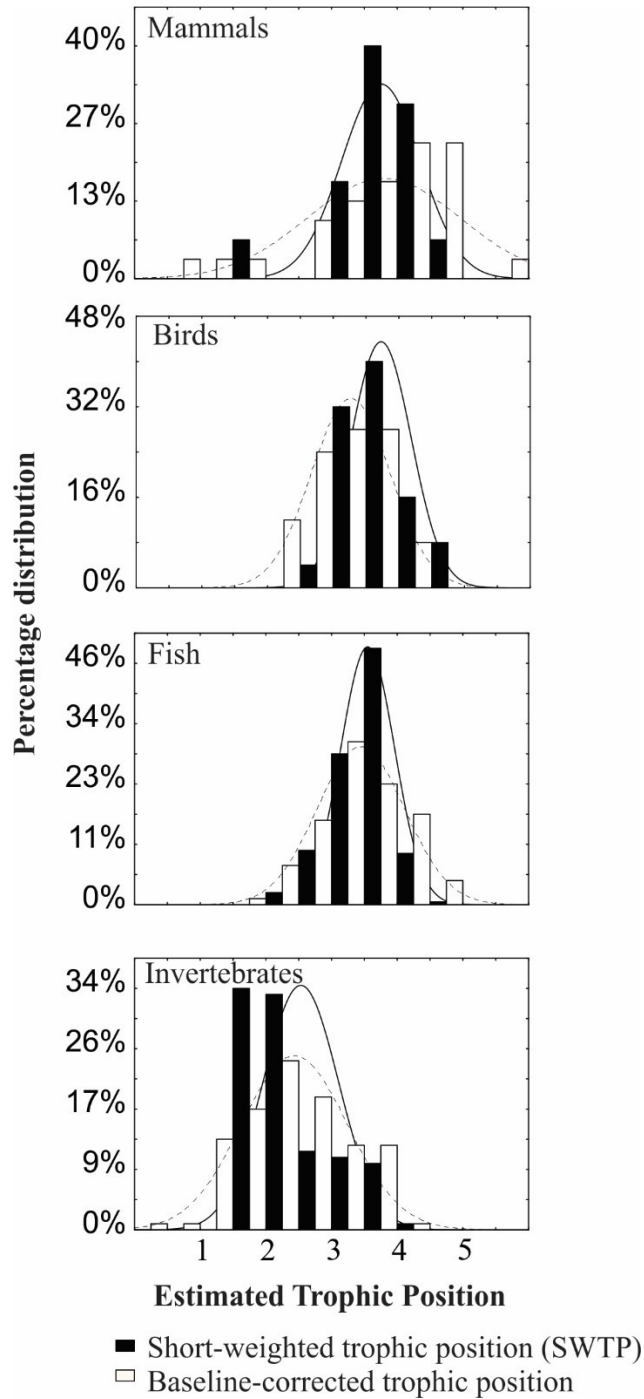 Mammals
40%
27%
13%
0%
Birds
48%
32%
16%
0%
Fish
46%
34%
23%
11%
0%
Invertebrates
34%
26%
17%
9%
0%
Percentage distribution
1 2 3 4 5
Estimated Trophic Position
Short-weighted trophic position (SWTP)
Baseline-corrected trophic position